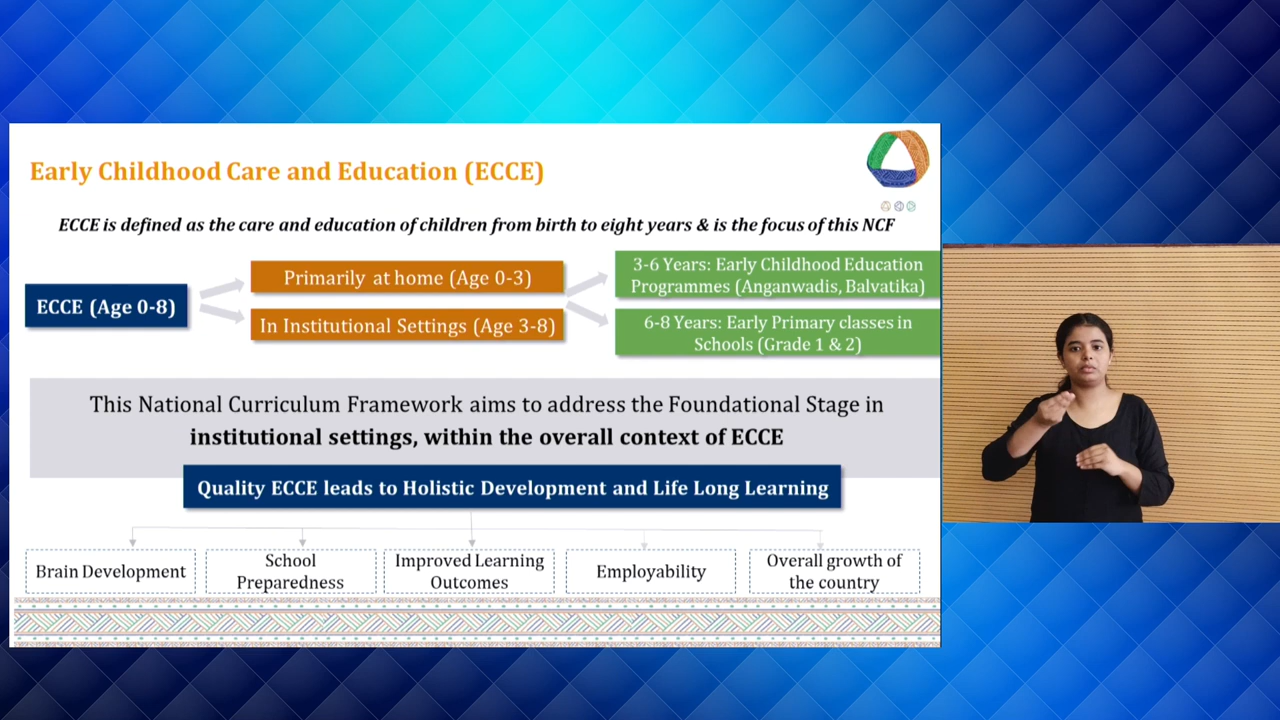 Early Childhood Care and Education (ECCE)
ECCE is defined as the care and education of children from birth to eight years & is the focus of this NCF
ECCE (Age 0-8)
Primarily at home (Age 0-3)
In Institutional Settings (Age 3-8)
3-6 Years: Early Childhood Education
Programmes (Anganwadis, Balvatika)
6-8 Years: Early Primary classes in
Schools (Grade 1 & 2)
This National Curriculum Framework aims to address the Foundational Stage in
institutional settings, within the overall context of ECCE
Quality ECCE leads to Holistic Development and Life Long Learning
Brain Development
School
Preparedness
Improved Learning
Outcomes
Employability
Overall growth of
the country